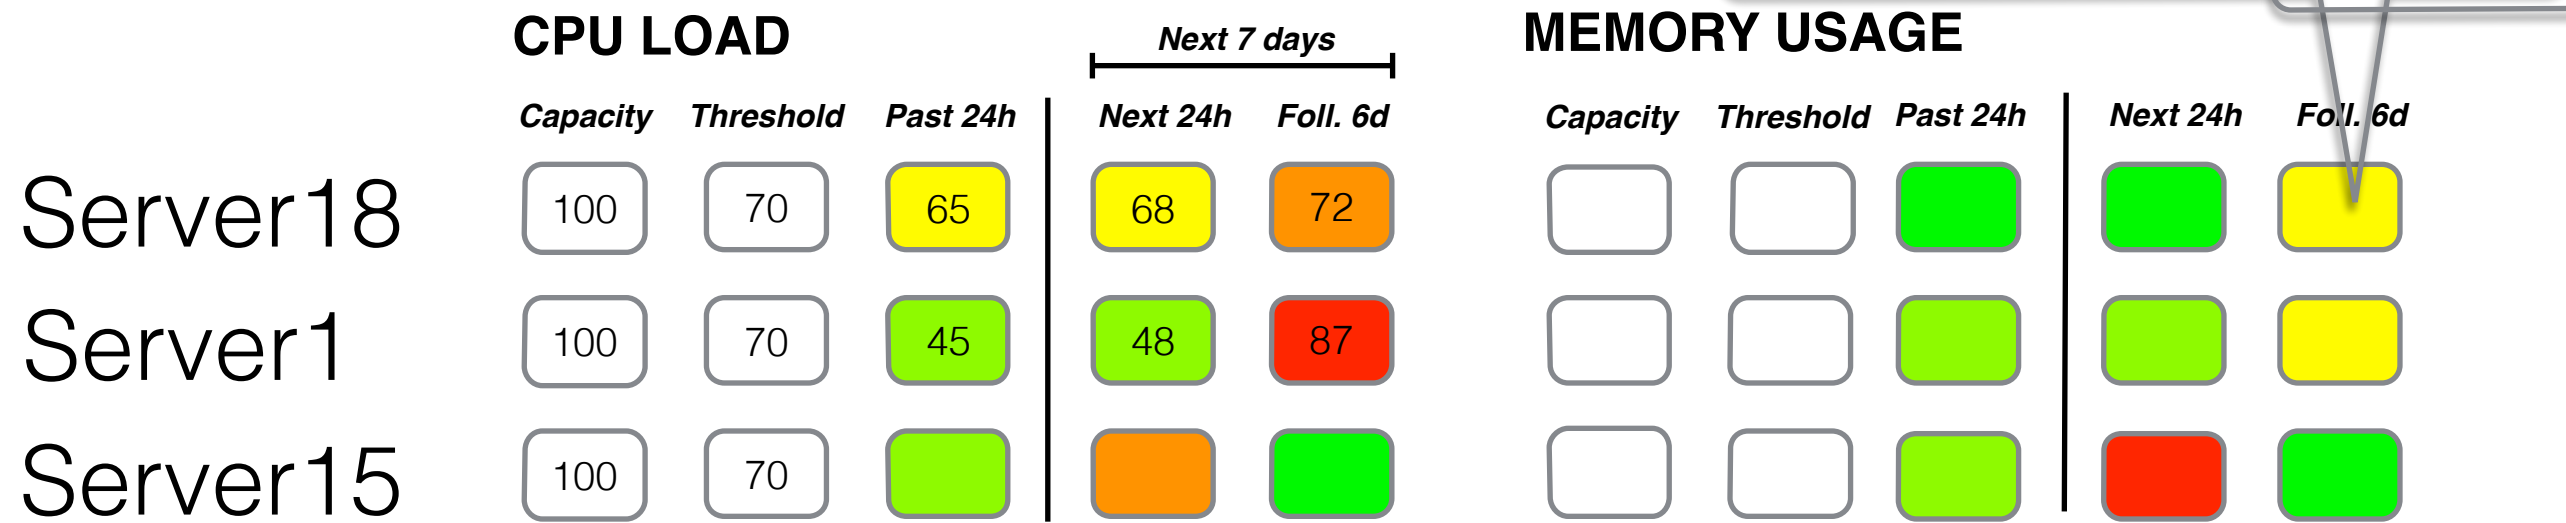 CPU LOAD
Next 7 days
MEMORY USAGE
Capacity Threshold Past 24h Next 24h Foll. 6d Capacity Threshold Past 24h Next 24h Foll. 6d
Server18 100 70 65 68 72
Server1 100 70 45 48 87
Server15 100 70